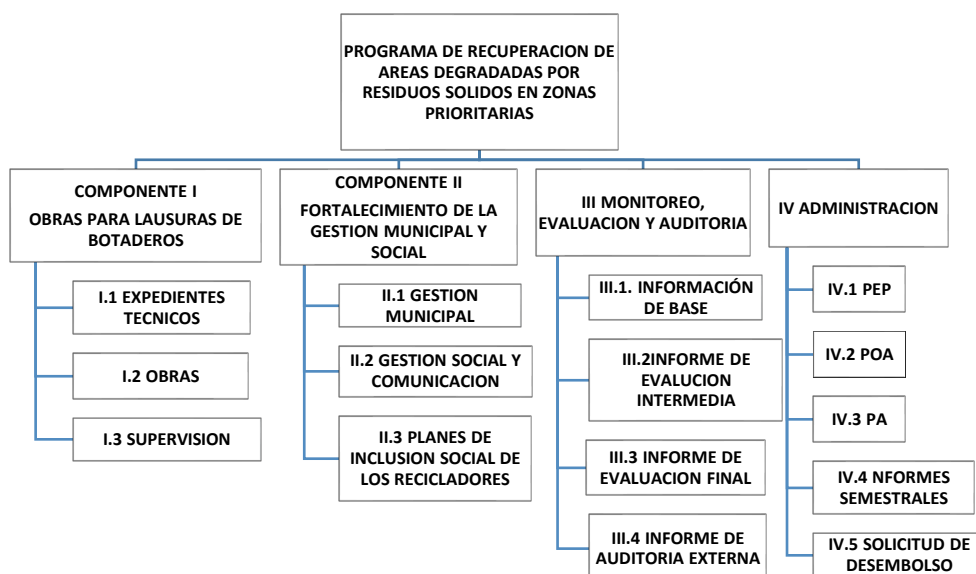 PROGRAMA DE RECUPERACION DE
AREAS DEGRADADAS POR
RESIDUOS SOLIDOS EN ZONAS
PRIORITARIAS
COMPONENTE I
OBRAS PARA LAUSURAS DE
BOTADEROS
I.1 EXPEDIENTES
TECNICOS
I.2 OBRAS
I.3 SUPERVISION
COMPONENTE II
FORTALECIMIENTO DE LA
GESTION MUNICIPAL Y
SOCIAL
II.1 GESTION
MUNICIPAL
II.2 GESTION SOCIAL Y
COMUNICACION
II.3 PLANES DE
INCLUSION SOCIAL DE
LOS RECICLADORES
III MONITOREO,
EVALUACION Y AUDITORIA
III.1. INFORMACIÓN
DE BASE
III.2INFORME DE
EVALUCION
INTERMEDIA
III.3 INFORME DE
EVALUACION FINAL
III.4 INFORME DE
AUDITORIA EXTERNA
IV ADMINISTRACION
IV.1 PEP
IV.2 POA
IV.3 PA
IV.4 NFORMES
SEMESTRALES
IV.5 SOLICITUD DE
DESEMBOLSO